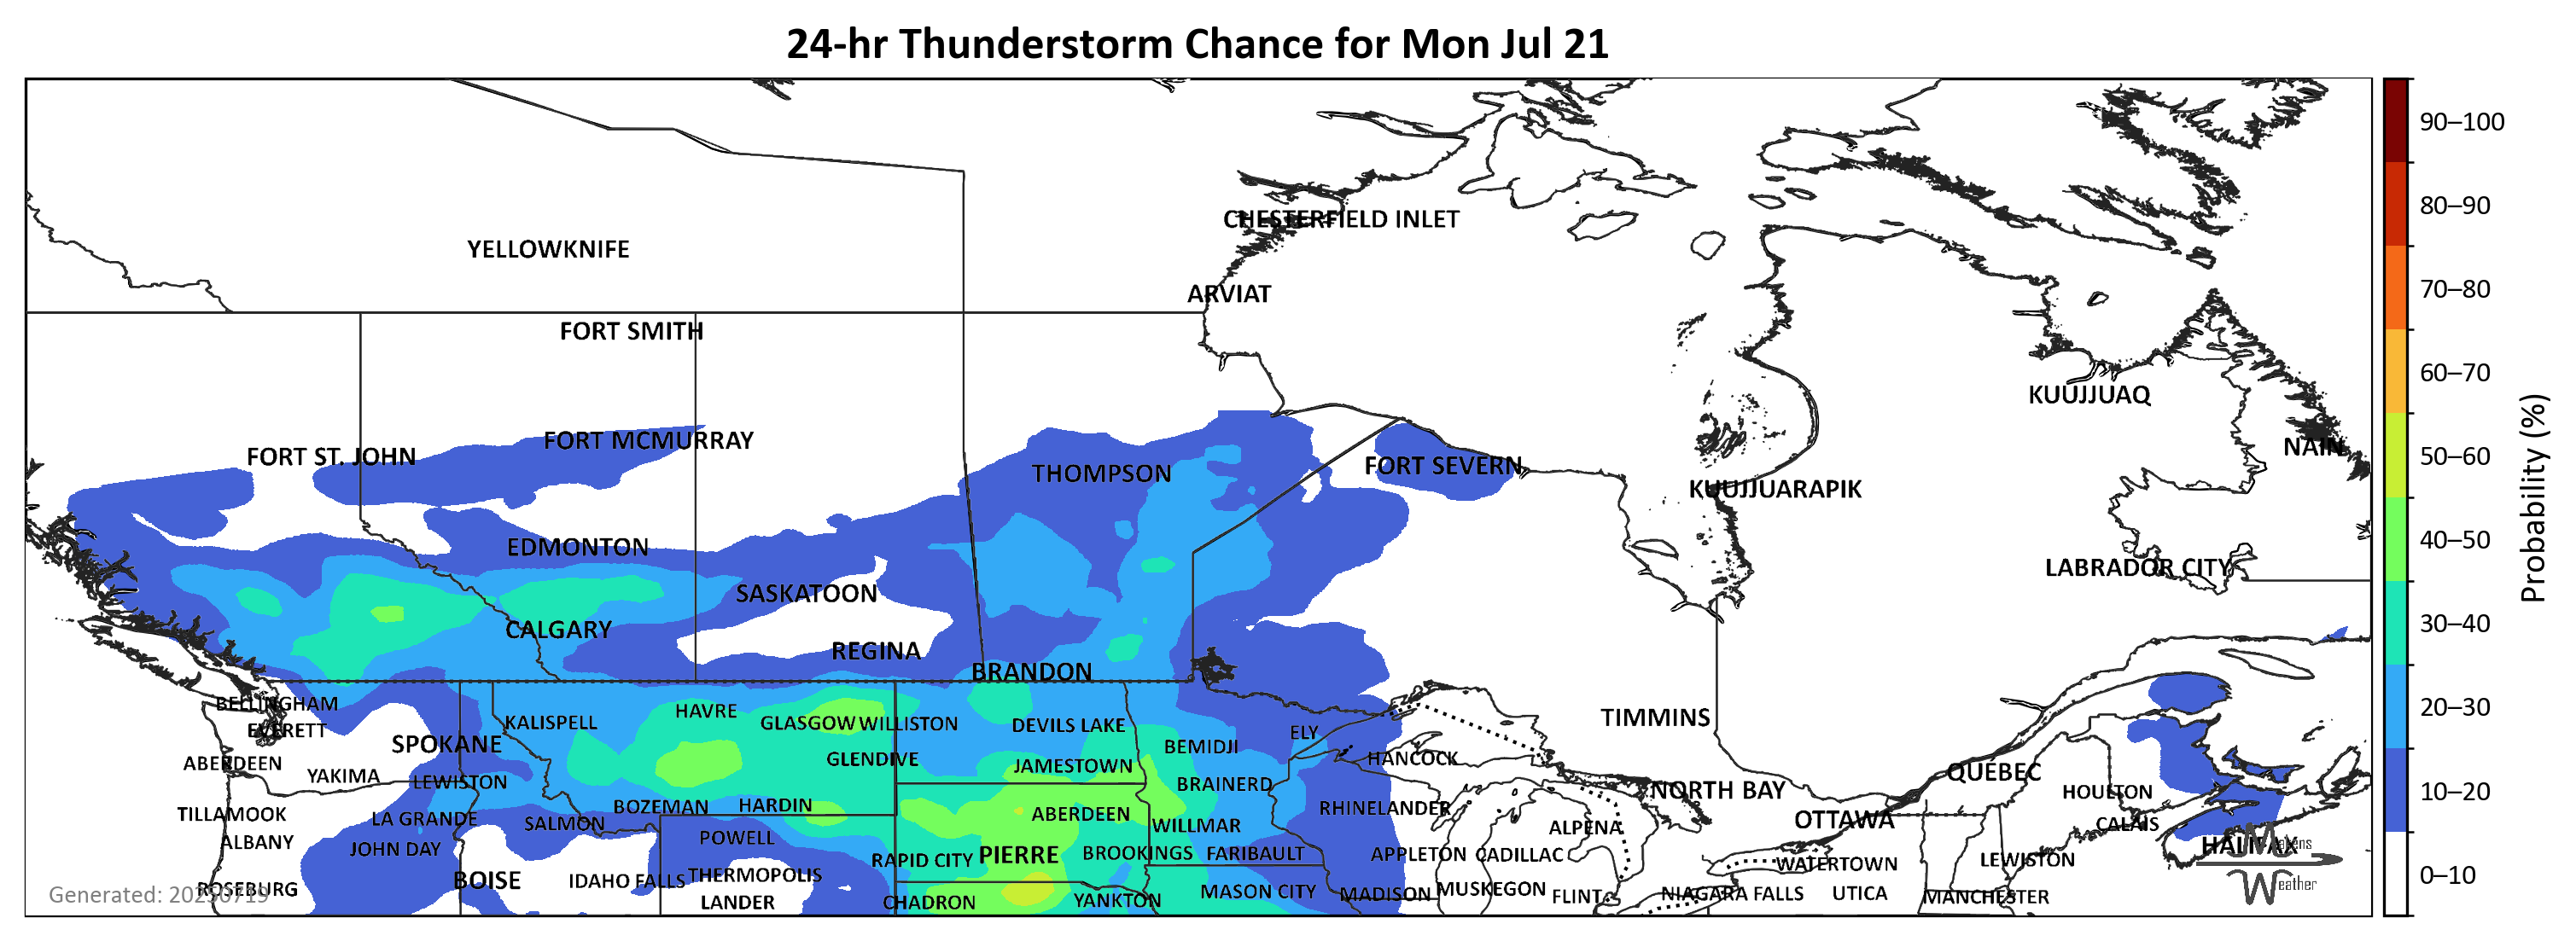 24-hr Thunderstorm Chance for Mon Jul 21
90–100
80–90
CHESTERFIELD INLET
YELLOWKNIFE
70–80
ARVIAT
FORT SMITH
60–70
KUUJJUAQ
FORT MCMURRAY
NAIN
FORT ST. JOHN
50–60
FORT SEVERN
THOMPSON
KUUJJUARAPIK
Probability (%)
40–50
EDMONTON
LABRADOR CITY
SASKATOON
30–40
CALGARY
REGINA
BRANDON
BELLINGHAM
20–30
HAVRE
TIMMINS
KALISPELL
GLASGOW
WILLISTON
DEVILS LAKE
EVERETT
ELY
SPOKANE
BEMIDJI
GLENDIVE
HANCOCK
ABERDEEN
JAMESTOWN
QUÉBEC
YAKIMA
LEWISTON
BRAINERD
NORTH BAY
HOULTON
10–20
BOZEMAN
HARDIN
RHINELANDER
TILLAMOOK
ABERDEEN
LA GRANDE
OTTAWA
SALMON
WILLMAR
ALPENA
CALAIS
POWELL
ALBANY
HALIFAX
Matens
JOHN DAY
BROOKINGS
FARIBAULT
PIERRE
APPLETON
CADILLAC
RAPID CITY
LEWISTON
WATERTOWN
THERMOPOLIS
0–10
BOISE
IDAHO FALLS
Weather
ROSEBURG
MUSKEGON
MASON CITY
MADISON
NIAGARA FALLS
UTICA
Generated: 20250719
FLINT
MANCHESTER
YANKTON
LANDER
CHADRON